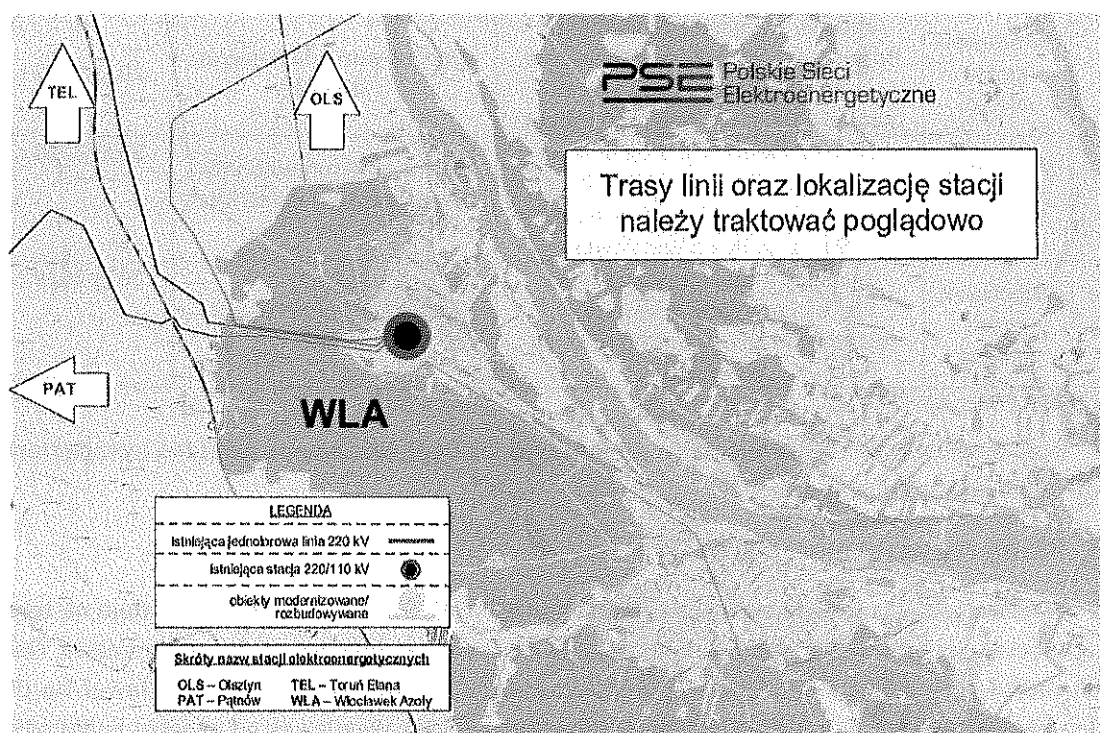 TEL
OLS
PSE Polskie Sieci
Elektroenergetyczne
Trasy linii oraz lokalizację stacji
należy traktować poglądowo
PAT
WLA
LEGENDA
istniejąca jednotorowa linia 220 kV
istniejąca stacja 220/110 kV
obiekty modernizowane/
rozbudowywane
Skróty nazw stacji elektroenergetycznych
OLS – Olsztyn TEL – Toruń Elana
PAT – Pątnów WLA – Włocławek Azoty